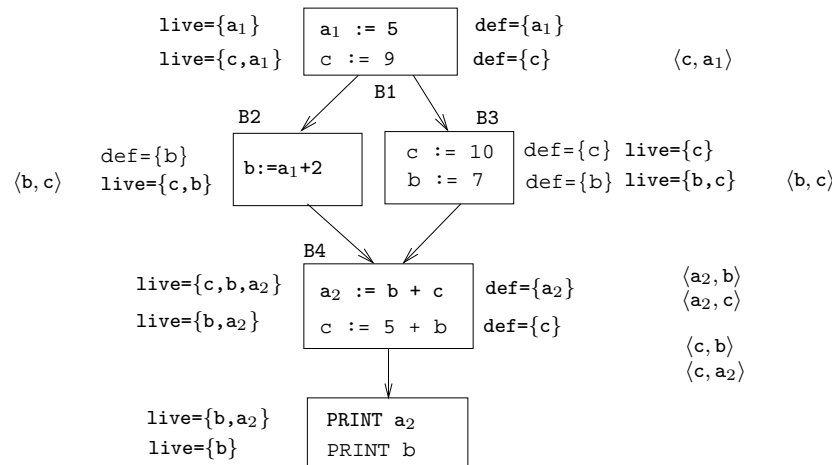 live={a₁} a₁ := 5 def={a₁}
live={c,a₁} c := 9 def={c} ⟨c, a₁⟩
B1
B2 B3
def={b} b:=a₁+2 c := 10 def={c} live={c}
⟨b, c⟩ live={c,b} b := 7 def={b} live={b,c} ⟨b, c⟩
B4
live={c,b,a₂} a₂ := b + c def={a₂} ⟨a₂, b⟩
⟨a₂, c⟩
live={b,a₂} c := 5 + b def={c}
⟨c, b⟩
⟨c, a₂⟩
live={b,a₂} PRINT a₂
live={b} PRINT b